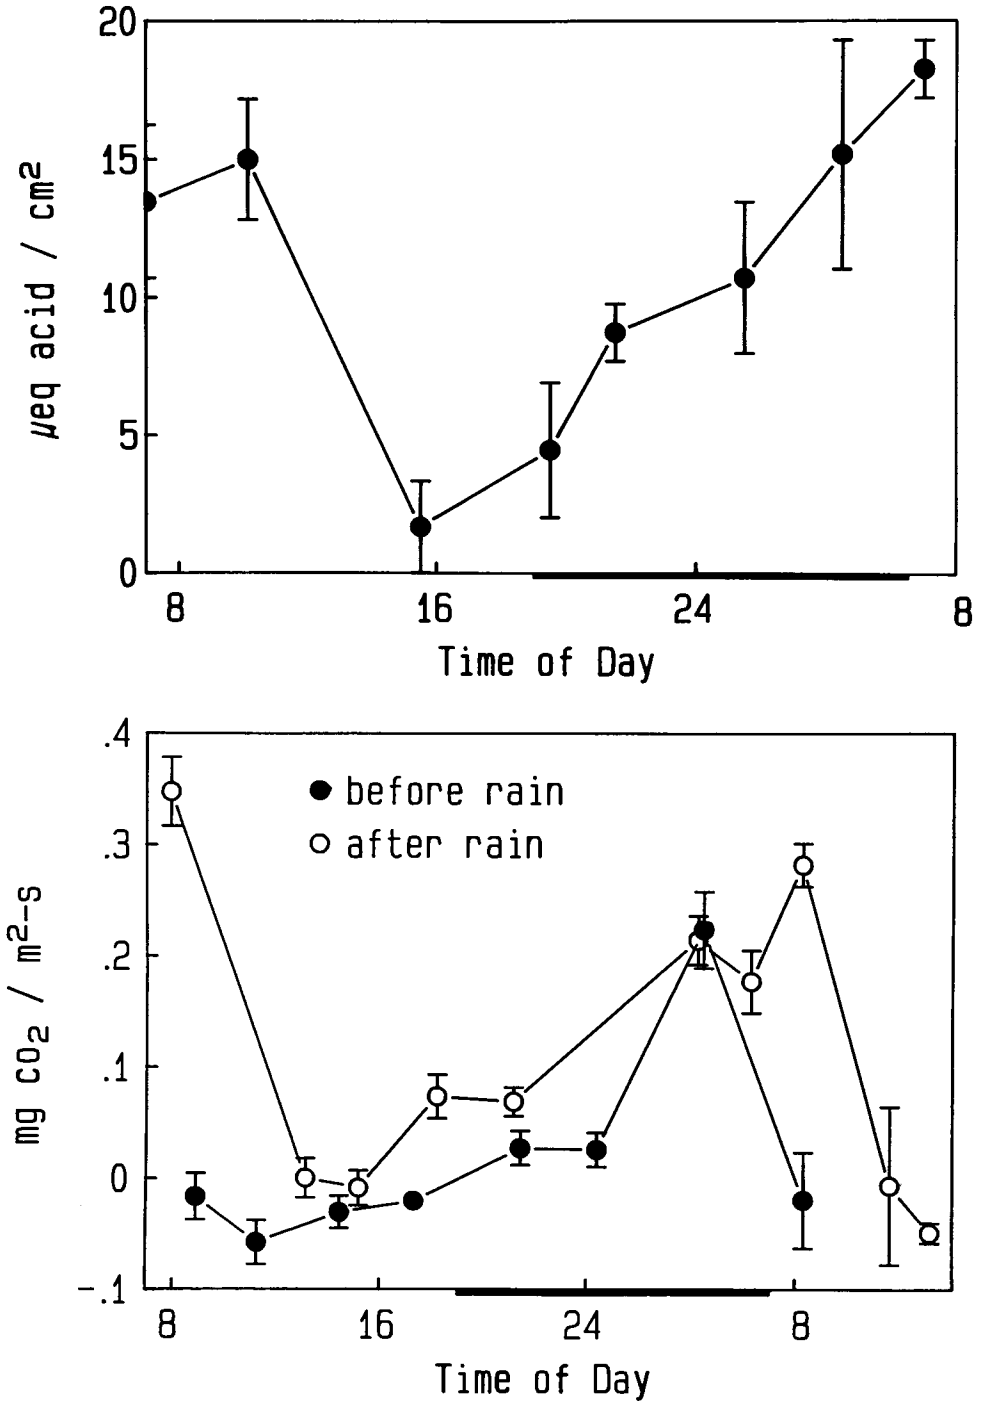 20
15
10
5
0
µeq acid / cm²
8 16 24 8
Time of Day
.4
.3
.2
.1
0
-.1
mg CO₂ / m²-s
● before rain
○ after rain
8 16 24 8
Time of Day